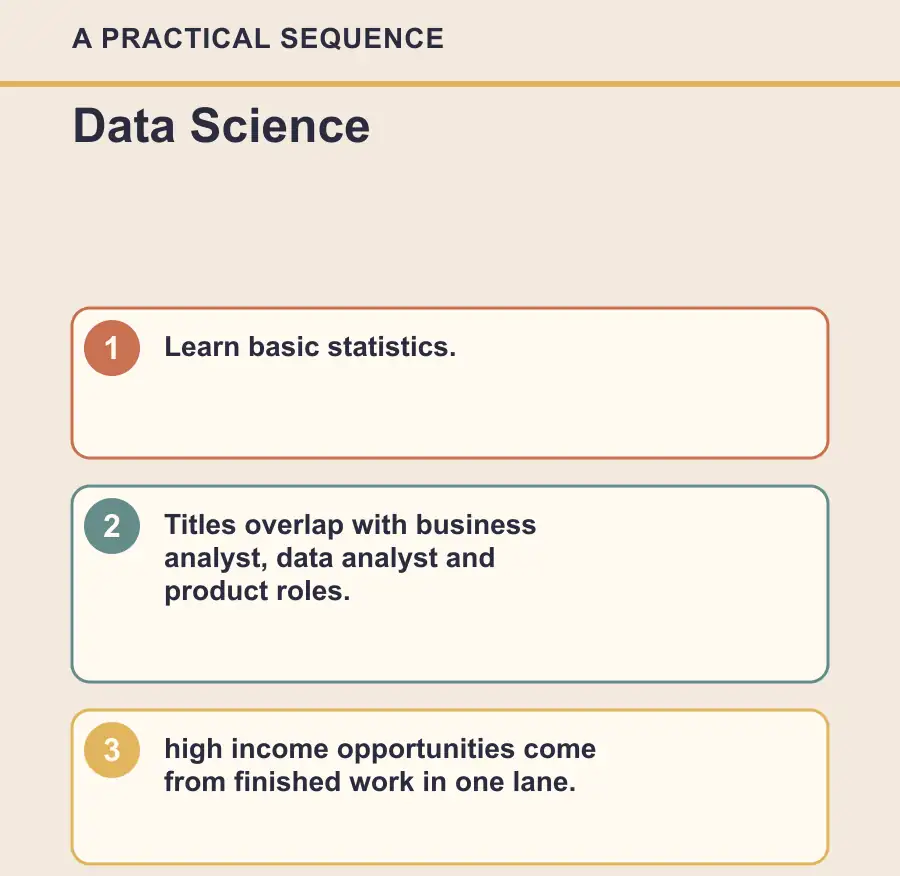 A PRACTICAL SEQUENCE
Data Science
1
Learn basic statistics.
2
Titles overlap with business
analyst, data analyst and
product roles.
3
high income opportunities come
from finished work in one lane.